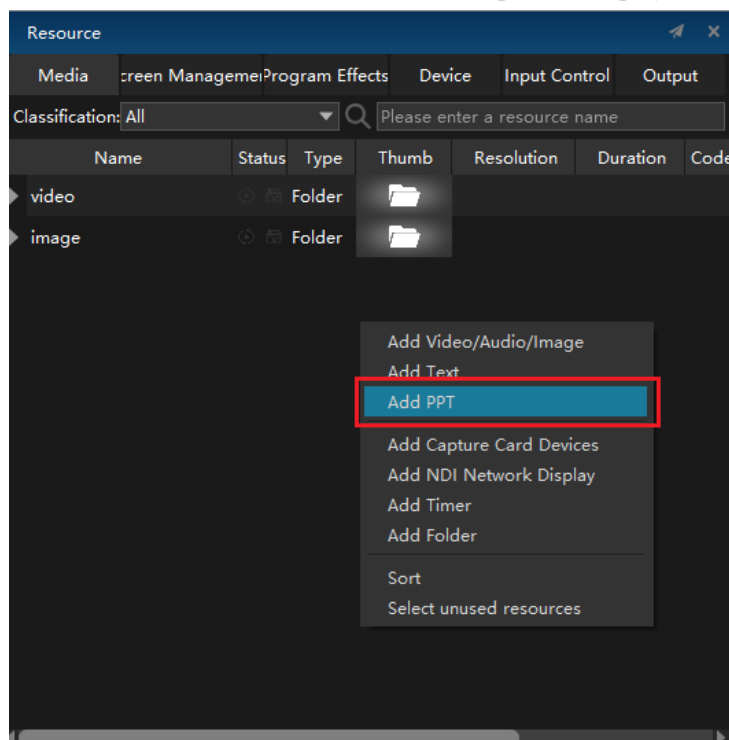 Resource
Media creen Managemen Program Effects Device Input Control Output
Classification: All Please enter a resource name
Name Status Type Thumb Resolution Duration Code
video Folder
image Folder
Add Video/Audio/Image
Add Text
Add PPT
Add Capture Card Devices
Add NDI Network Display
Add Timer
Add Folder
Sort
Select unused resources